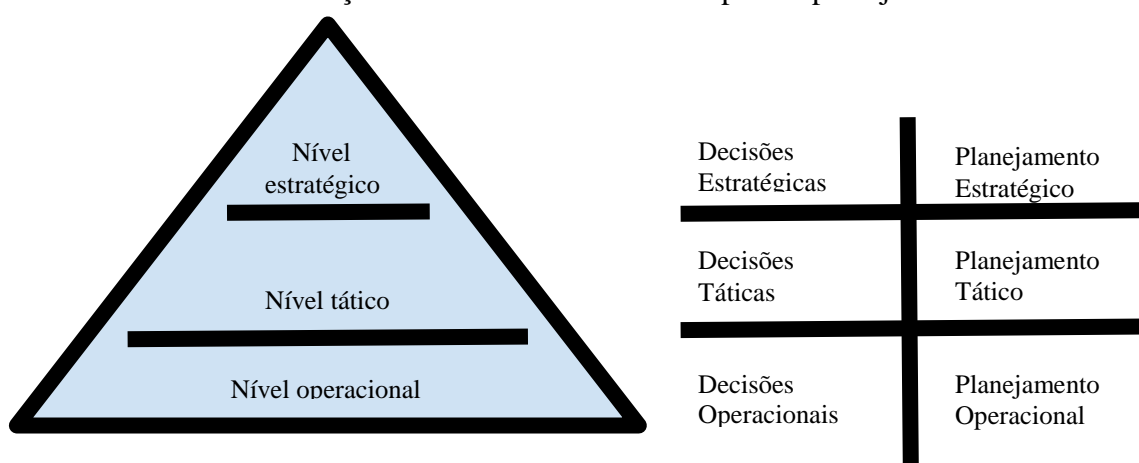 Nível
estratégico
Nível tático
Nível operacional
Decisões
Estratégicas
Planejamento
Estratégico
Decisões
Táticas
Planejamento
Tático
Decisões
Operacionais
Planejamento
Operacional